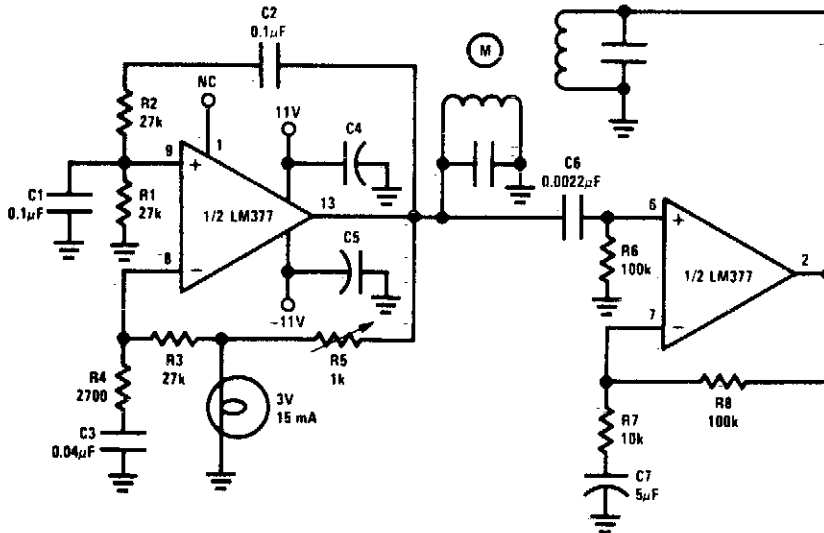 C2
0.1μF
M
NC
R2
27k
11V
C4
9
1
+
C6
0.0022μF
C1
0.1μF
R1
27k
1/2 LM377
13
6
+
8
−
C5
R6
100k
1/2 LM377
2
−11V
7
−
R3
27k
R5
1k
R4
2700
3V
15 mA
R8
100k
R7
10k
C3
0.04μF
C7
5μF